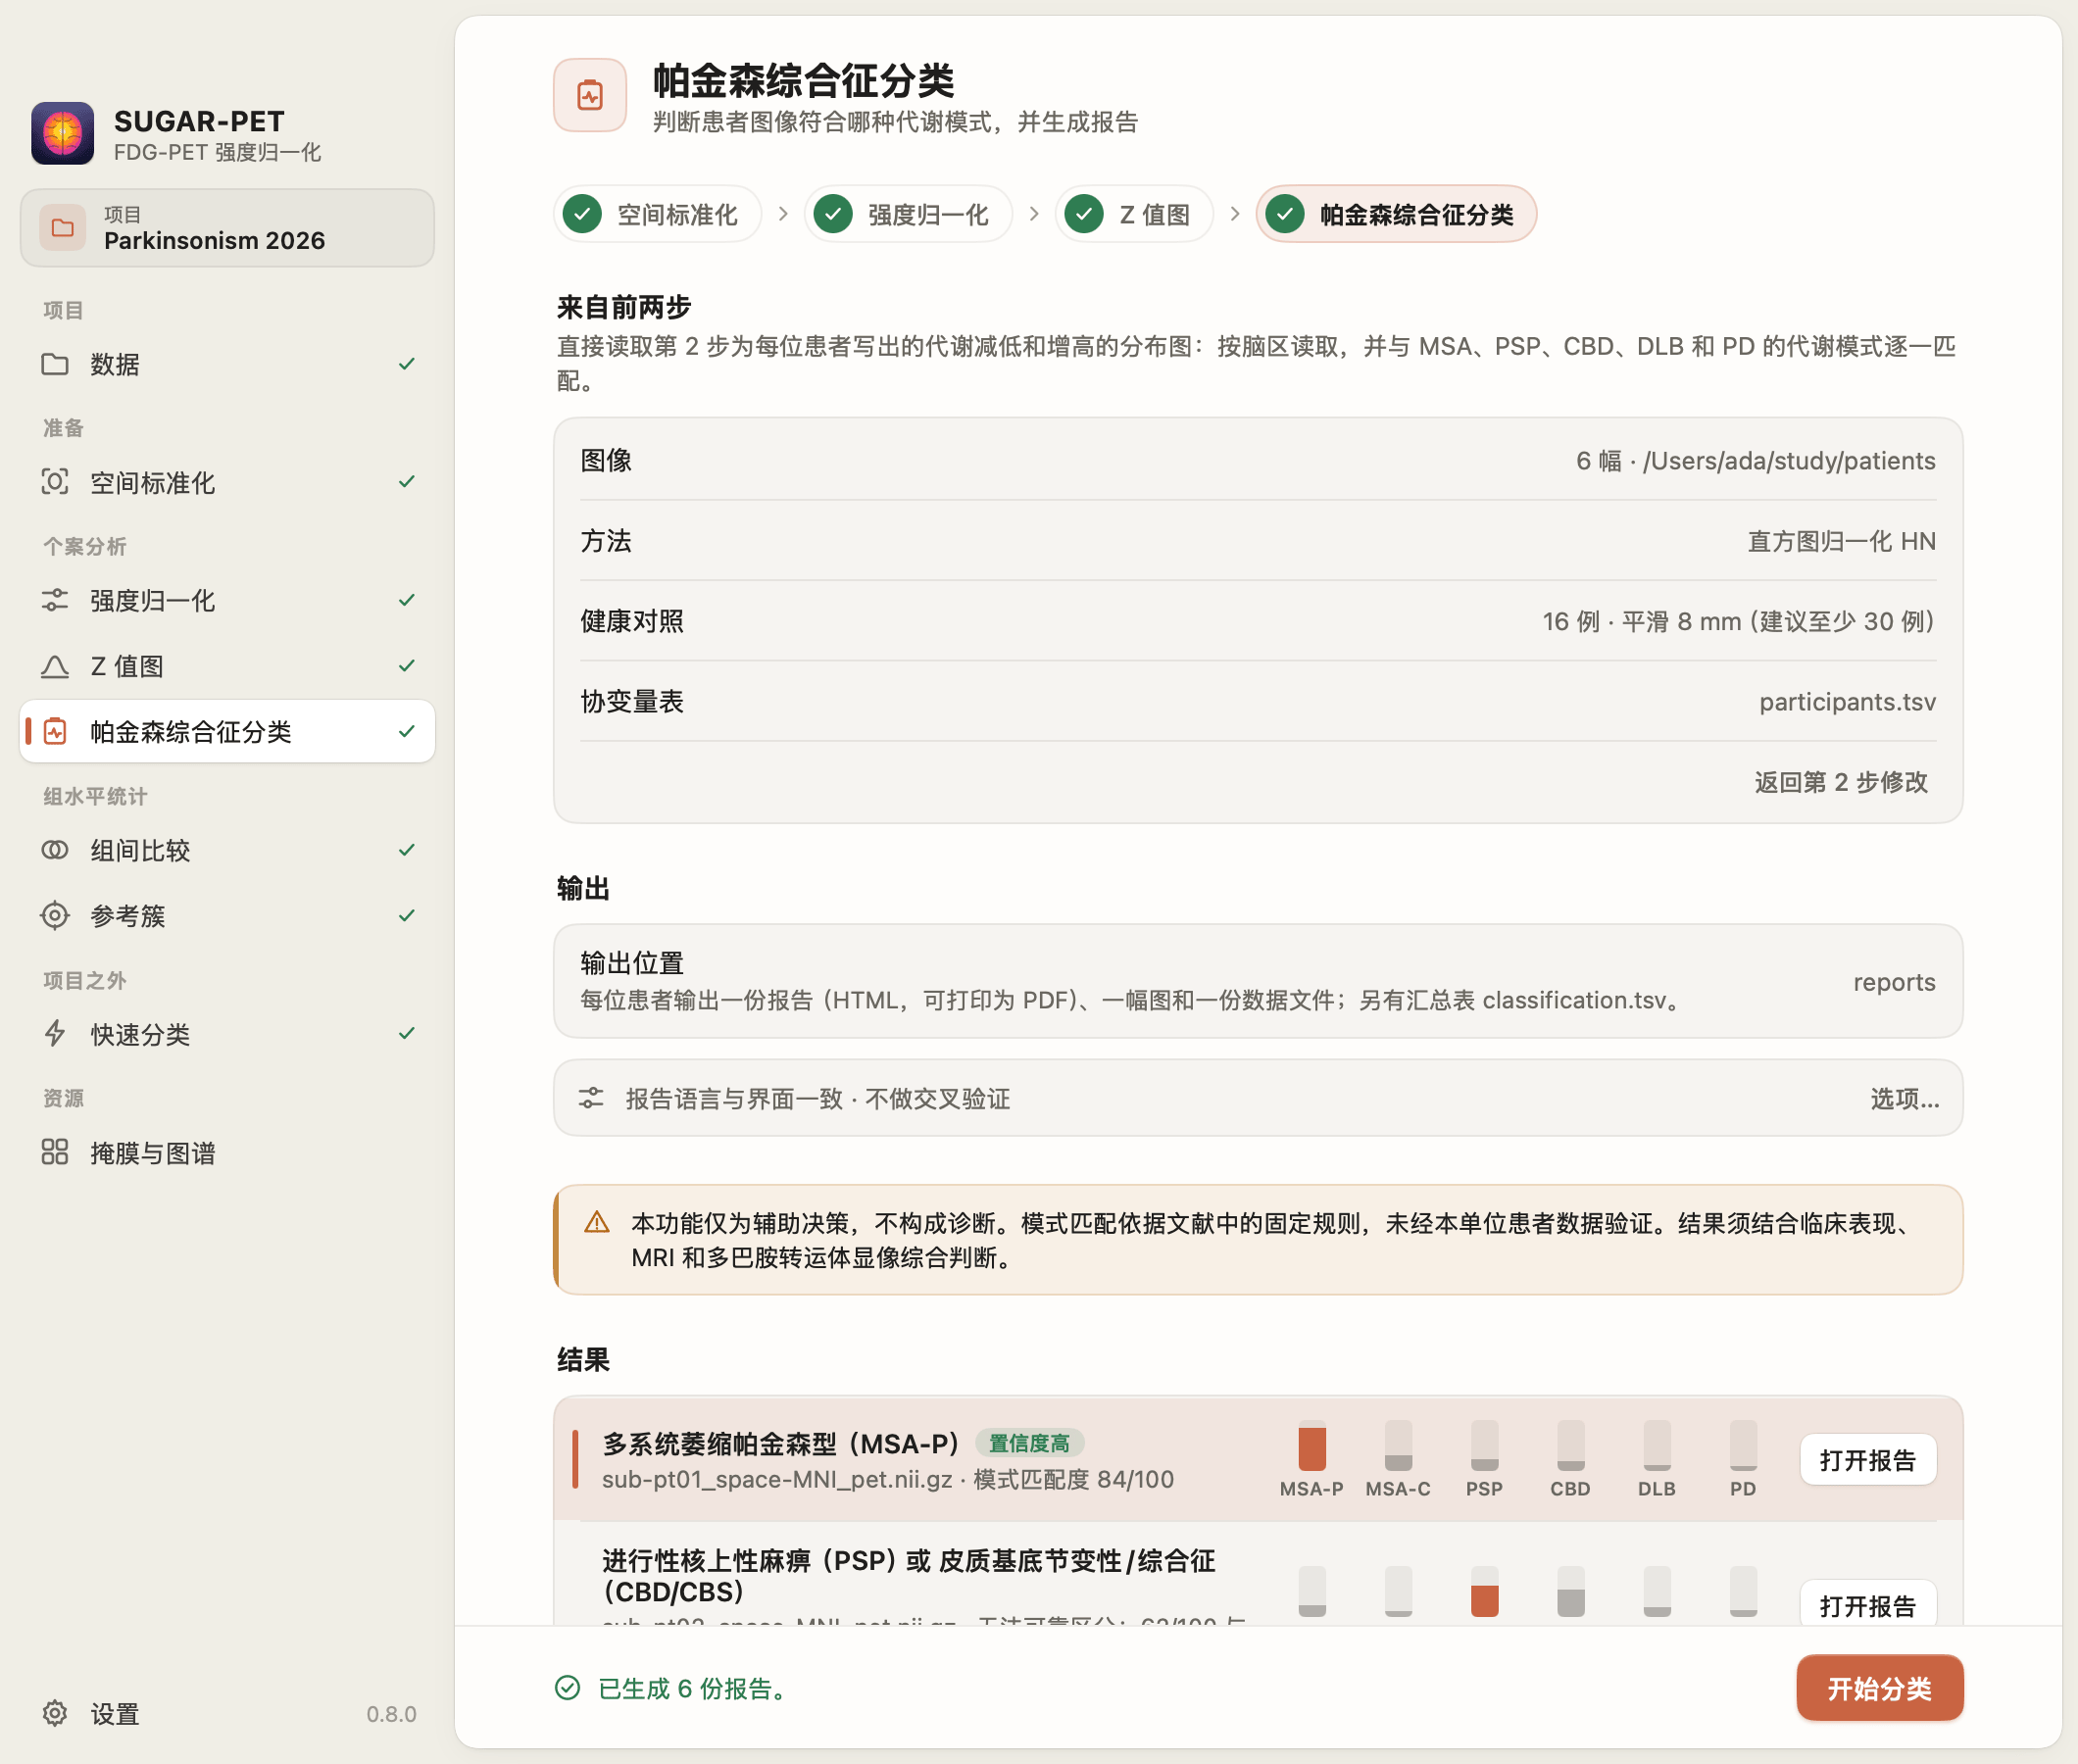 SUGAR-PET
FDG-PET 强度归一化
项目
Parkinsonism 2026
项目
数据
准备
空间标准化
个案分析
强度归一化
Z 值图
帕金森综合征分类
组水平统计
组间比较
参考簇
项目之外
快速分类
资源
掩膜与图谱
设置
0.8.0
帕金森综合征分类
判断患者图像符合哪种代谢模式，并生成报告
空间标准化
强度归一化
Z 值图
帕金森综合征分类
来自前两步
直接读取第 2 步为每位患者写出的代谢减低和增高的分布图：按脑区读取，并与 MSA、PSP、CBD、DLB 和 PD 的代谢模式逐一匹
配。
图像
6 幅 · /Users/ada/study/patients
方法
直方图归一化 HN
健康对照
16 例 · 平滑 8 mm (建议至少 30 例)
协变量表
participants.tsv
返回第 2 步修改
输出
输出位置
每位患者输出一份报告 (HTML，可打印为 PDF)、一幅图和一份数据文件；另有汇总表 classification.tsv。
reports
报告语言与界面一致 · 不做交叉验证
选项...
本功能仅为辅助决策，不构成诊断。模式匹配依据文献中的固定规则，未经本单位患者数据验证。结果须结合临床表现、
MRI 和多巴胺转运体显像综合判断。
结果
多系统萎缩帕金森型 (MSA-P)
置信度高
sub-pt01_space-MNI_pet.nii.gz · 模式匹配度 84/100
MSA-P
MSA-C
PSP
CBD
DLB
PD
打开报告
进行性核上性麻痹 (PSP) 或 皮质基底节变性/综合征
(CBD/CBS)
打开报告
已生成 6 份报告。
开始分类